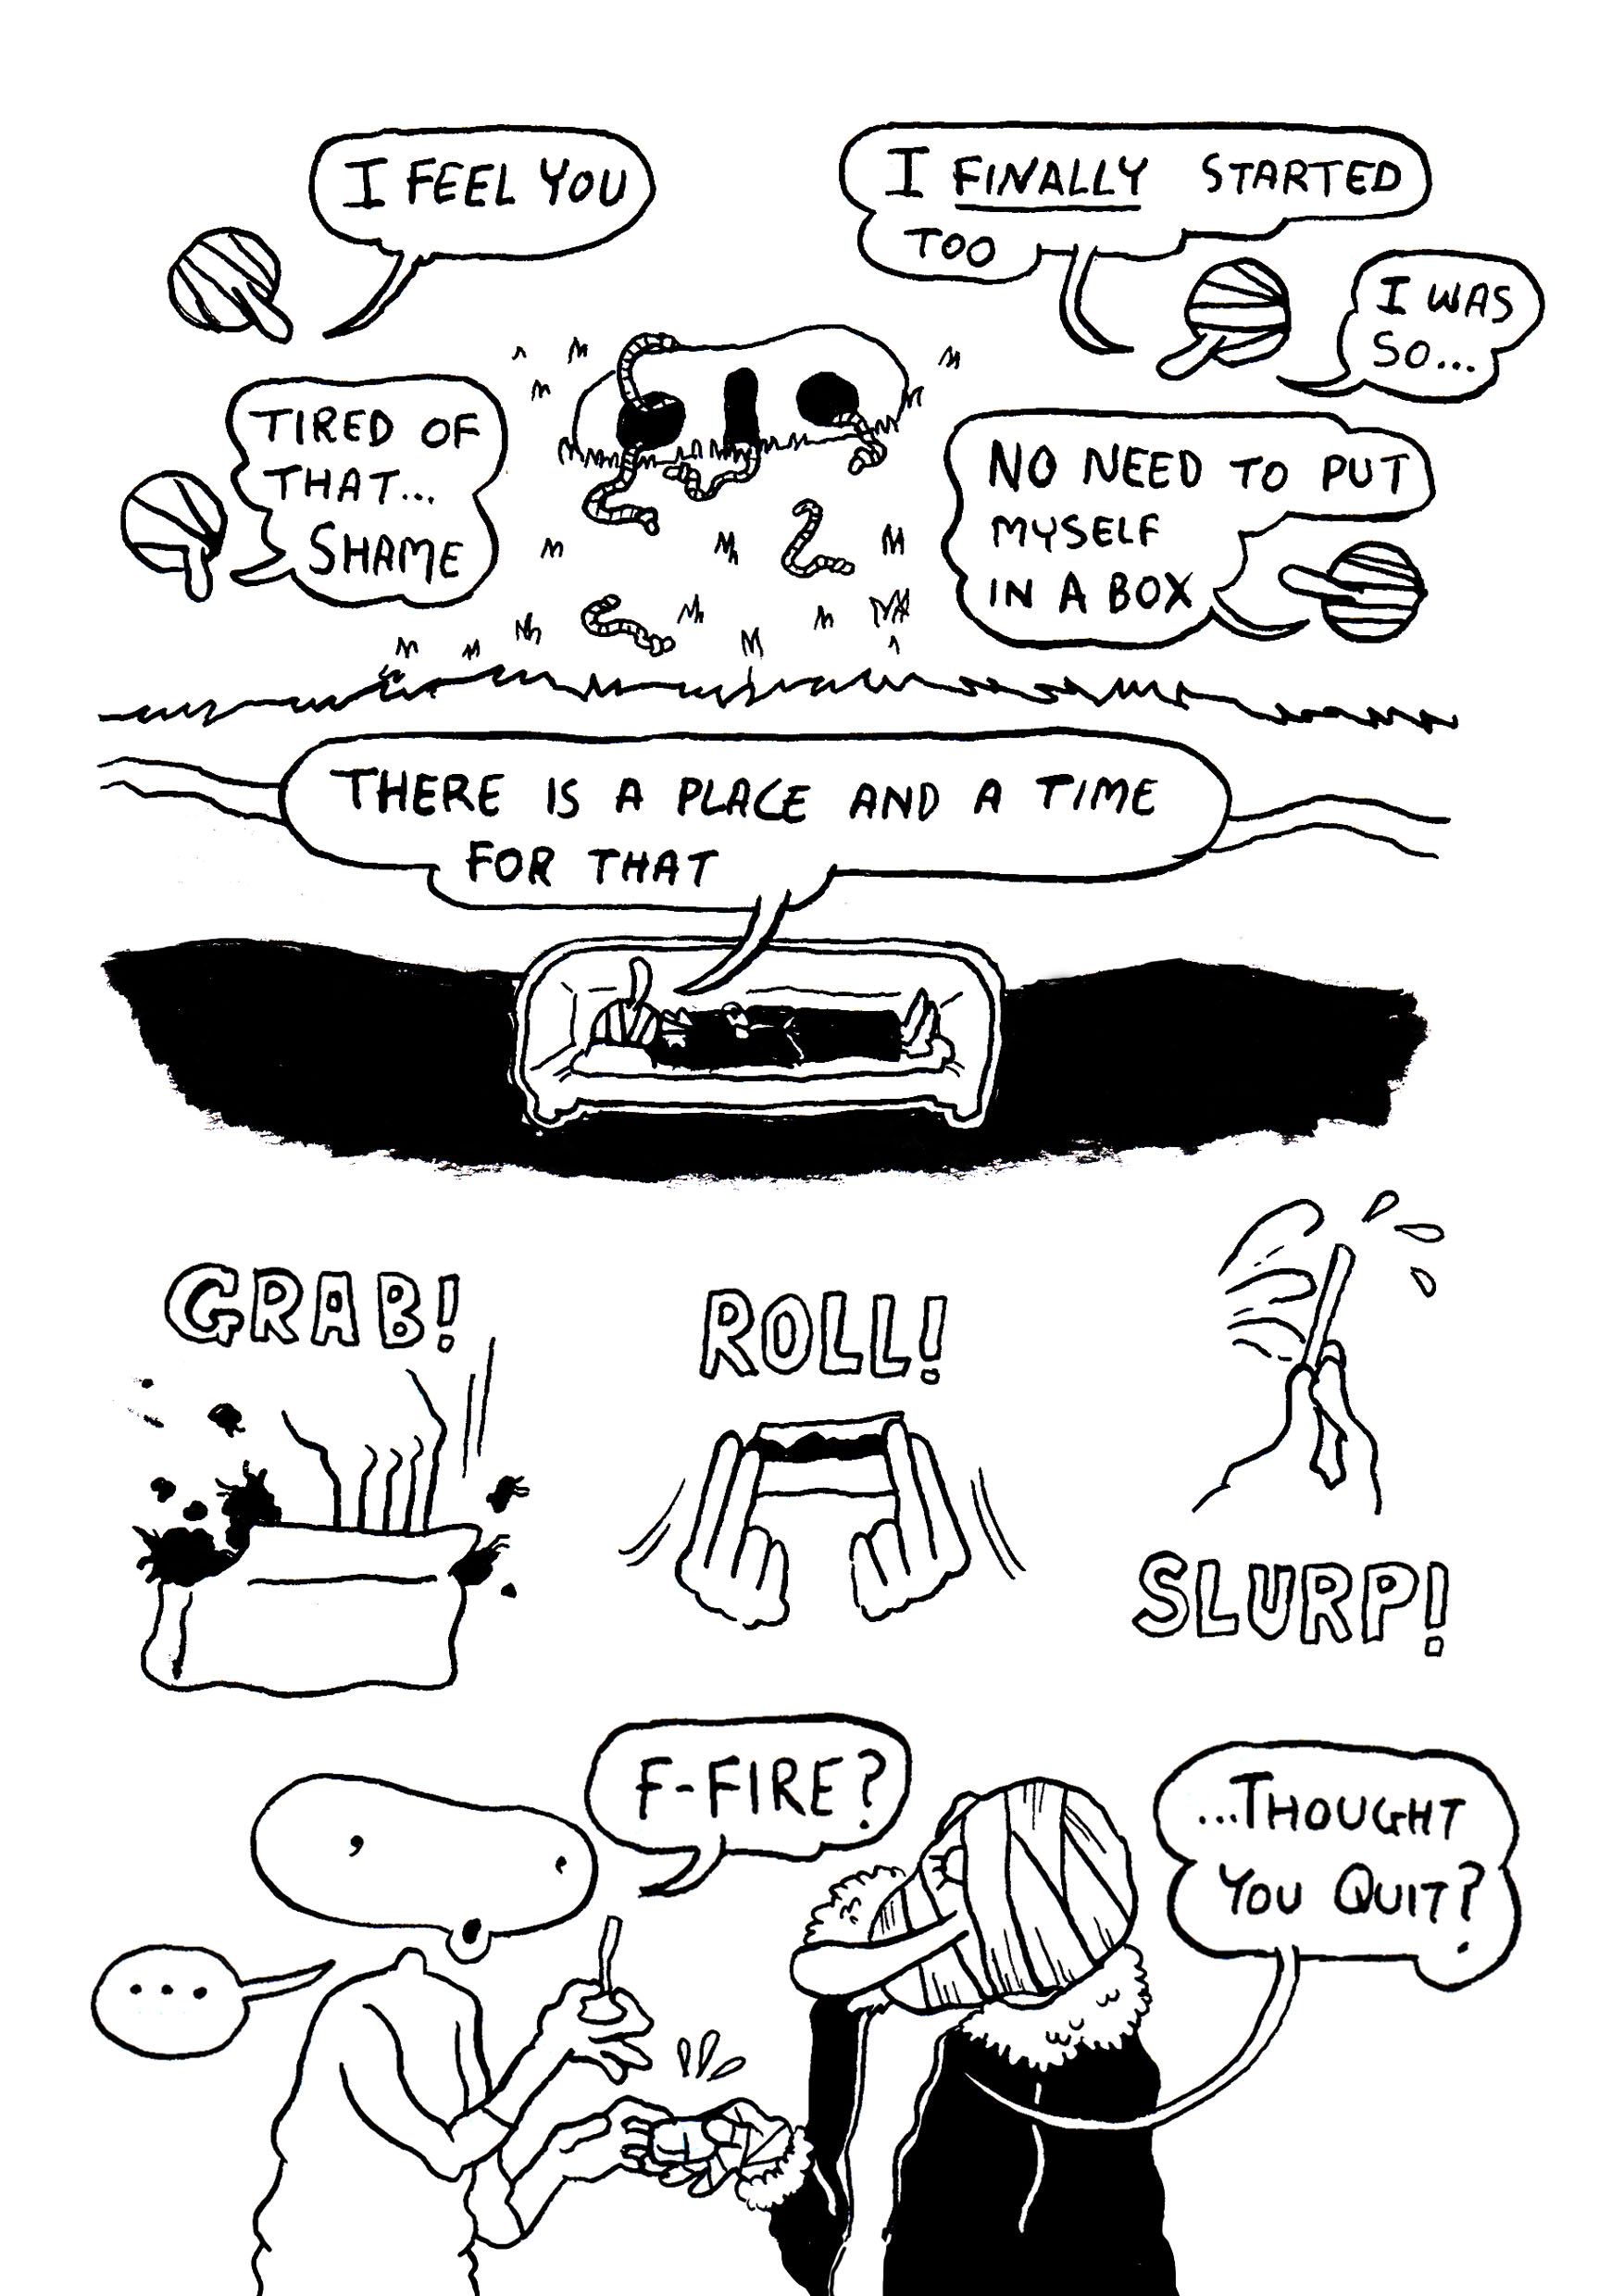 I FEEL YOU
I FINALLY STARTED
TOO
I WAS
SO...
TIRED OF
THAT...
SHAME
NO NEED TO PUT
MYSELF
IN A BOX
THERE IS A PLACE AND A TIME
FOR THAT
GRAB!
ROLL!
SLURP!
F-FIRE?
...THOUGHT
YOU QUIT?
...